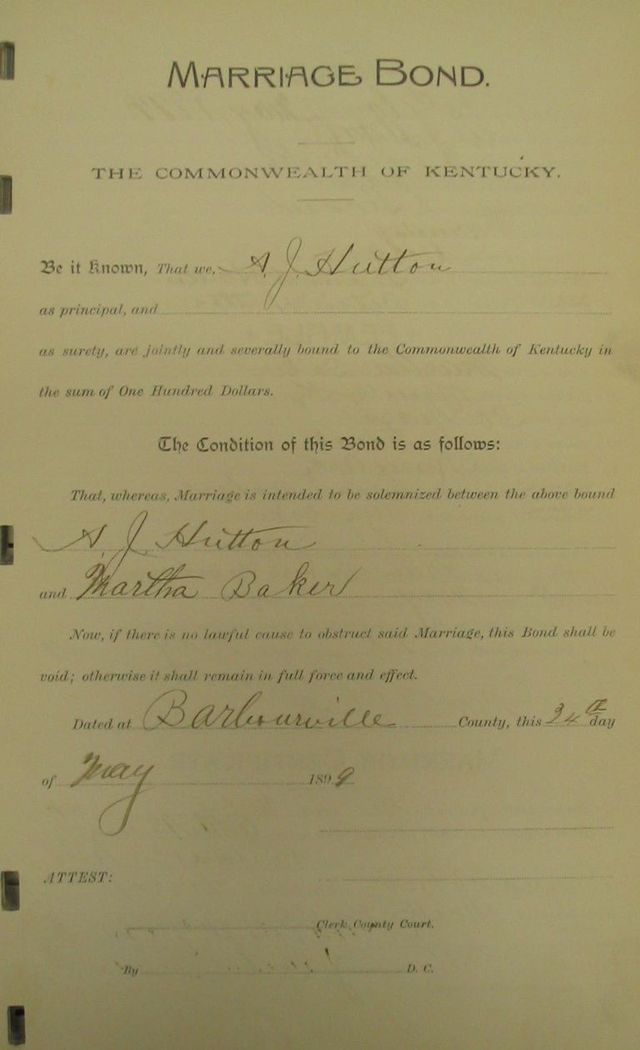 MARRIAGE BOND.
THE COMMONWEALTH OF KENTUCKY.
Be it Known, That we, A. J. Hutton
as principal, and
as surety, are jointly and severally bound to the Commonwealth of Kentucky in
the sum of One Hundred Dollars.
The Condition of this Bond is as follows:
That, whereas, Marriage is intended to be solemnized between the above bound
A. J. Hutton
and Martha Baker
Now, if there is no lawful cause to obstruct said Marriage, this Bond shall be
void; otherwise it shall remain in full force and effect.
Dated at Barbourville County, this 24th day
of May 1899
ATTEST:
Clerk County Court.
By D. C.